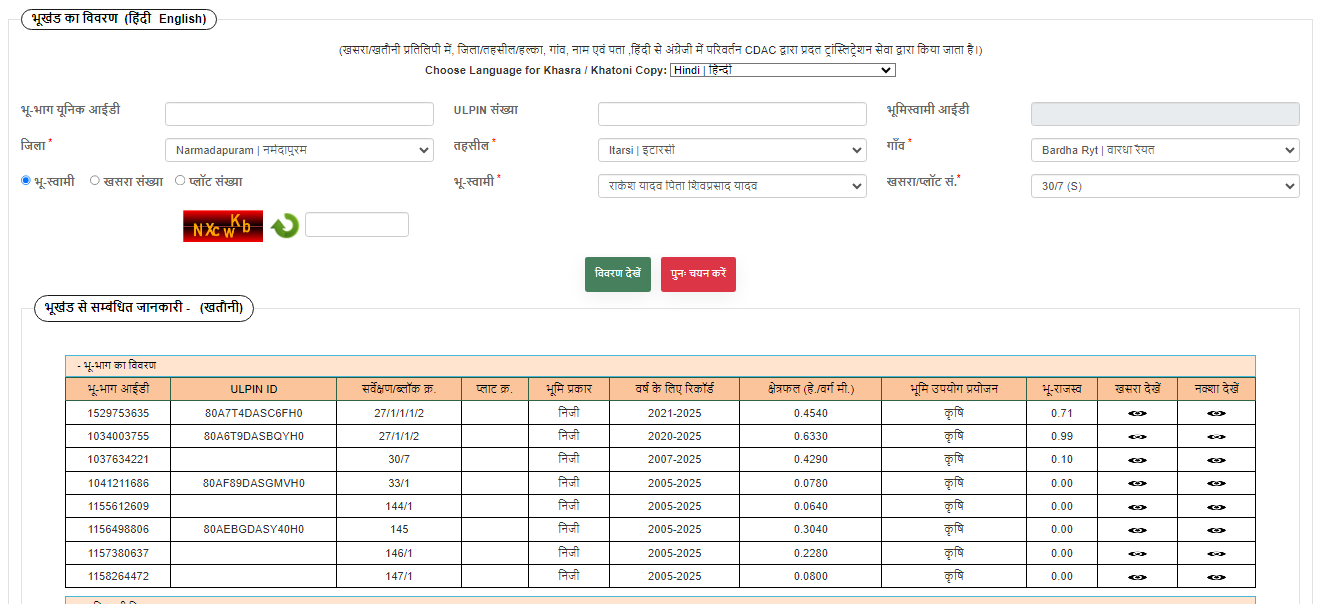 भूखंड का विवरण (हिंदी English)
(खसरा/खतौनी प्रतिलिपी में, जिला/तहसील/हल्का, गांव, नाम एवं पता ,हिंदी से अंग्रेजी में परिवर्तन CDAC द्वारा प्रदत ट्रांस्लिट्रेशन सेवा द्वारा किया जाता है।)
Choose Language for Khasra / Khatoni Copy: Hindi | हिन्दी
भू-भाग यूनिक आईडी ULPIN संख्या भूमिस्वामी आईडी
जिला * Narmadapuram | नर्मदापुरम तहसील * Itarsi | इटारसी गाँव * Bardha Ryt | वारधा रैयत
भू-स्वामी खसरा संख्या प्लॉट संख्या भू-स्वामी * राकेश यादव पिता शिवप्रसाद यादव खसरा/प्लॉट सं.* 30/7 (S)
NXcwKb
विवरण देखें पुनः चयन करें
भूखंड से सम्बंधित जानकारी - (खतौनी)
- भू-भाग का विवरण
भू-भाग आईडी ULPIN ID सर्वेक्षण/ब्लॉक क्र. प्लाट क्र. भूमि प्रकार वर्ष के लिए रिकॉर्ड क्षेत्रफल (हे./वर्ग मी.) भूमि उपयोग प्रयोजन भू-राजस्व खसरा देखें नक्शा देखें
1529753635 80A7T4DASC6FH0 27/1/1/1/2 निजी 2021-2025 0.4540 कृषि 0.71
1034003755 80A6T9DASBQYH0 27/1/1/2 निजी 2020-2025 0.6330 कृषि 0.99
1037634221 30/7 निजी 2007-2025 0.4290 कृषि 0.10
1041211686 80AF89DASGMVH0 33/1 निजी 2005-2025 0.0780 कृषि 0.00
1155612609 144/1 निजी 2005-2025 0.0640 कृषि 0.00
1156498806 80AEBGDASY40H0 145 निजी 2005-2025 0.3040 कृषि 0.00
1157380637 146/1 निजी 2005-2025 0.2280 कृषि 0.00
1158264472 147/1 निजी 2005-2025 0.0800 कृषि 0.00